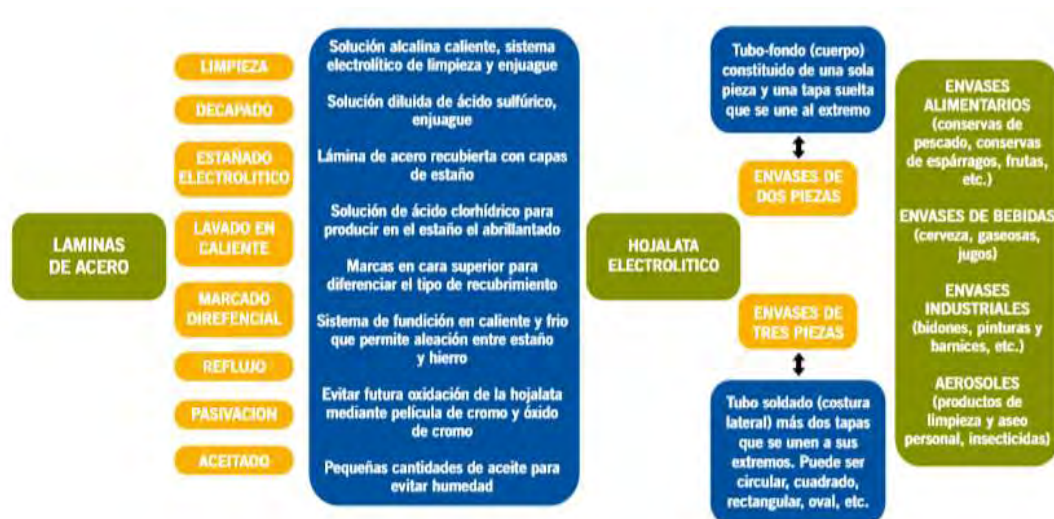 LAMINAS
DE ACERO
LIMPIEZA
DECAPADO
ESTAÑADO
ELECTROLITICO
LAVADO EN
CALIENTE
MARCADO
DIREFENCIAL
REFLUJO
PASIVACION
ACEITADO
Solución alcalina caliente, sistema
electrolítico de limpieza y enjuague
Solución diluida de ácido sulfúrico,
enjuague
Lámina de acero recubierta con capas
de estaño
Solución de ácido clorhídrico para
producir en el estaño el abrillantado
Marcas en cara superior para
diferenciar el tipo de recubrimiento
Sistema de fundición en caliente y frio
que permite aleación entre estaño
y hierro
Evitar futura oxidación de la hojalata
mediante película de cromo y óxido
de cromo
Pequeñas cantidades de aceite para
evitar humedad
HOJALATA
ELECTROLITICO
Tubo-fondo (cuerpo)
constituido de una sola
pieza y una tapa suelta
que se une al extremo
ENVASES DE
DOS PIEZAS
ENVASES DE
TRES PIEZAS
Tubo soldado (costura
lateral) más dos tapas
que se unen a sus
extremos. Puede ser
circular, cuadrado,
rectangular, oval, etc.
ENVASES
ALIMENTARIOS
(conservas de
pescado, conservas
de espárragos, frutas,
etc.)
ENVASES DE BEBIDAS
(cerveza, gaseosas,
jugos)
ENVASES
INDUSTRIALES
(bidones, pinturas y
barnices, etc.)
AEROSOLES
(productos de
limpieza y aseo
personal, insecticidas)